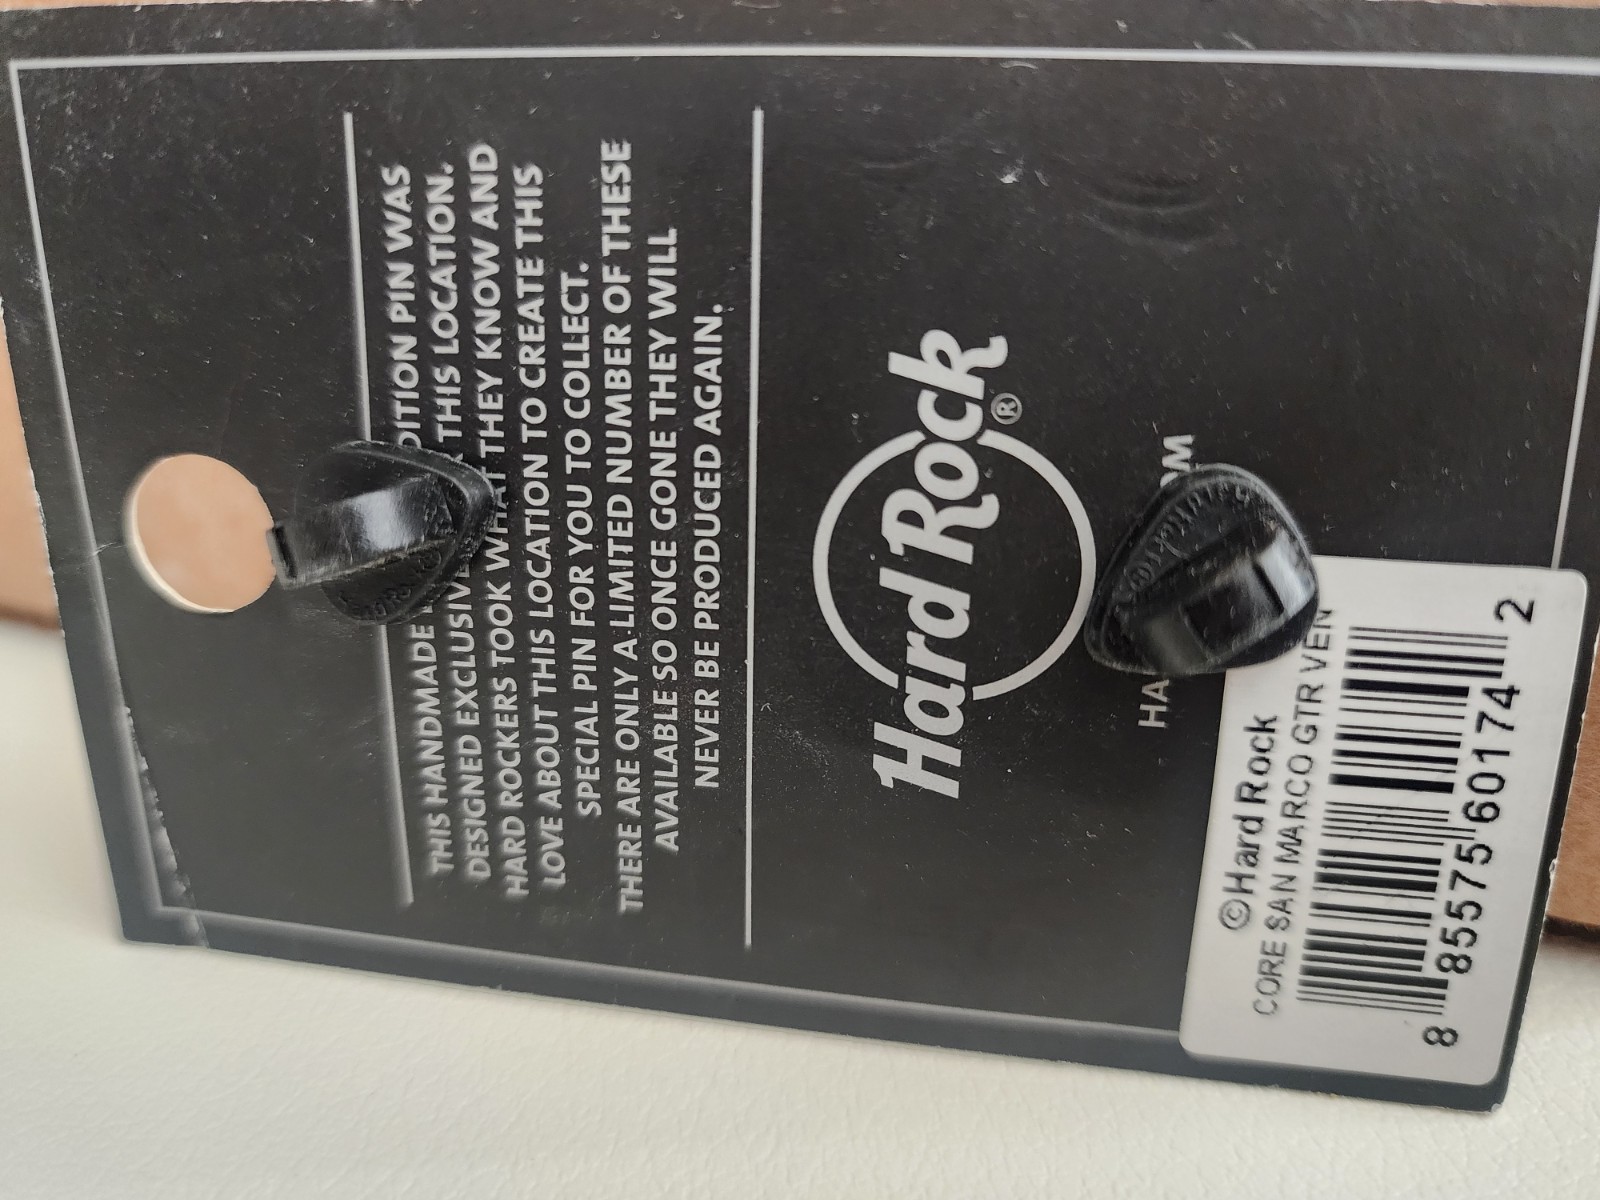 THIS HANDMADE DITION PIN WAS
DESIGNED EXCLUSIVE THIS LOCATION.
HARD ROCKERS TOOK WHAT THEY KNOW AND
LOVE ABOUT THIS LOCATION TO CREATE THIS
SPECIAL PIN FOR YOU TO COLLECT.
THERE ARE ONLY A LIMITED NUMBER OF THESE
AVAILABLE SO ONCE GONE THEY WILL
NEVER BE PRODUCED AGAIN.
Hard Rock®
HA OM
©Hard Rock
CORE SAN MARCO GTR VEN
8 85575 60174 2